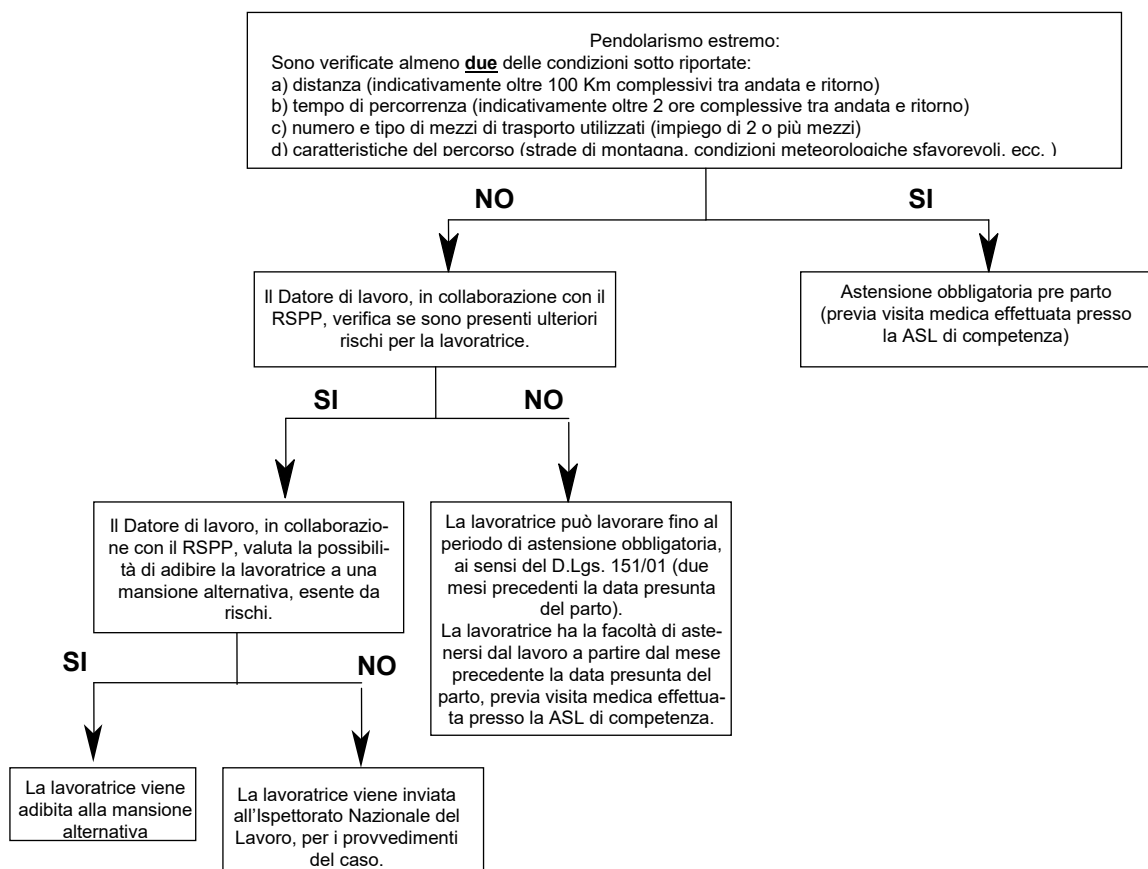 Pendolarismo estremo:
Sono verificate almeno due delle condizioni sotto riportate:
a) distanza (indicativamente oltre 100 Km complessivi tra andata e ritorno)
b) tempo di percorrenza (indicativamente oltre 2 ore complessive tra andata e ritorno)
c) numero e tipo di mezzi di trasporto utilizzati (impiego di 2 o più mezzi)
d) caratteristiche del percorso (strade di montagna, condizioni meteorologiche sfavorevoli, ecc. )
NO
SI
Il Datore di lavoro, in collaborazione con il
RSPP, verifica se sono presenti ulteriori
rischi per la lavoratrice.
Astensione obbligatoria pre parto
(previa visita medica effettuata presso
la ASL di competenza)
SI
NO
Il Datore di lavoro, in collaborazio-
ne con il RSPP, valuta la possibili-
tà di adibire la lavoratrice a una
mansione alternativa, esente da
rischi.
La lavoratrice può lavorare fino al
periodo di astensione obbligatoria,
ai sensi del D.Lgs. 151/01 (due
mesi precedenti la data presunta
del parto).
La lavoratrice ha la facoltà di aste-
nersi dal lavoro a partire dal mese
precedente la data presunta del
parto, previa visita medica effettua-
ta presso la ASL di competenza.
SI
NO
La lavoratrice viene
adibita alla mansione
alternativa
La lavoratrice viene inviata
all'Ispettorato Nazionale del
Lavoro, per i provvedimenti
del caso.